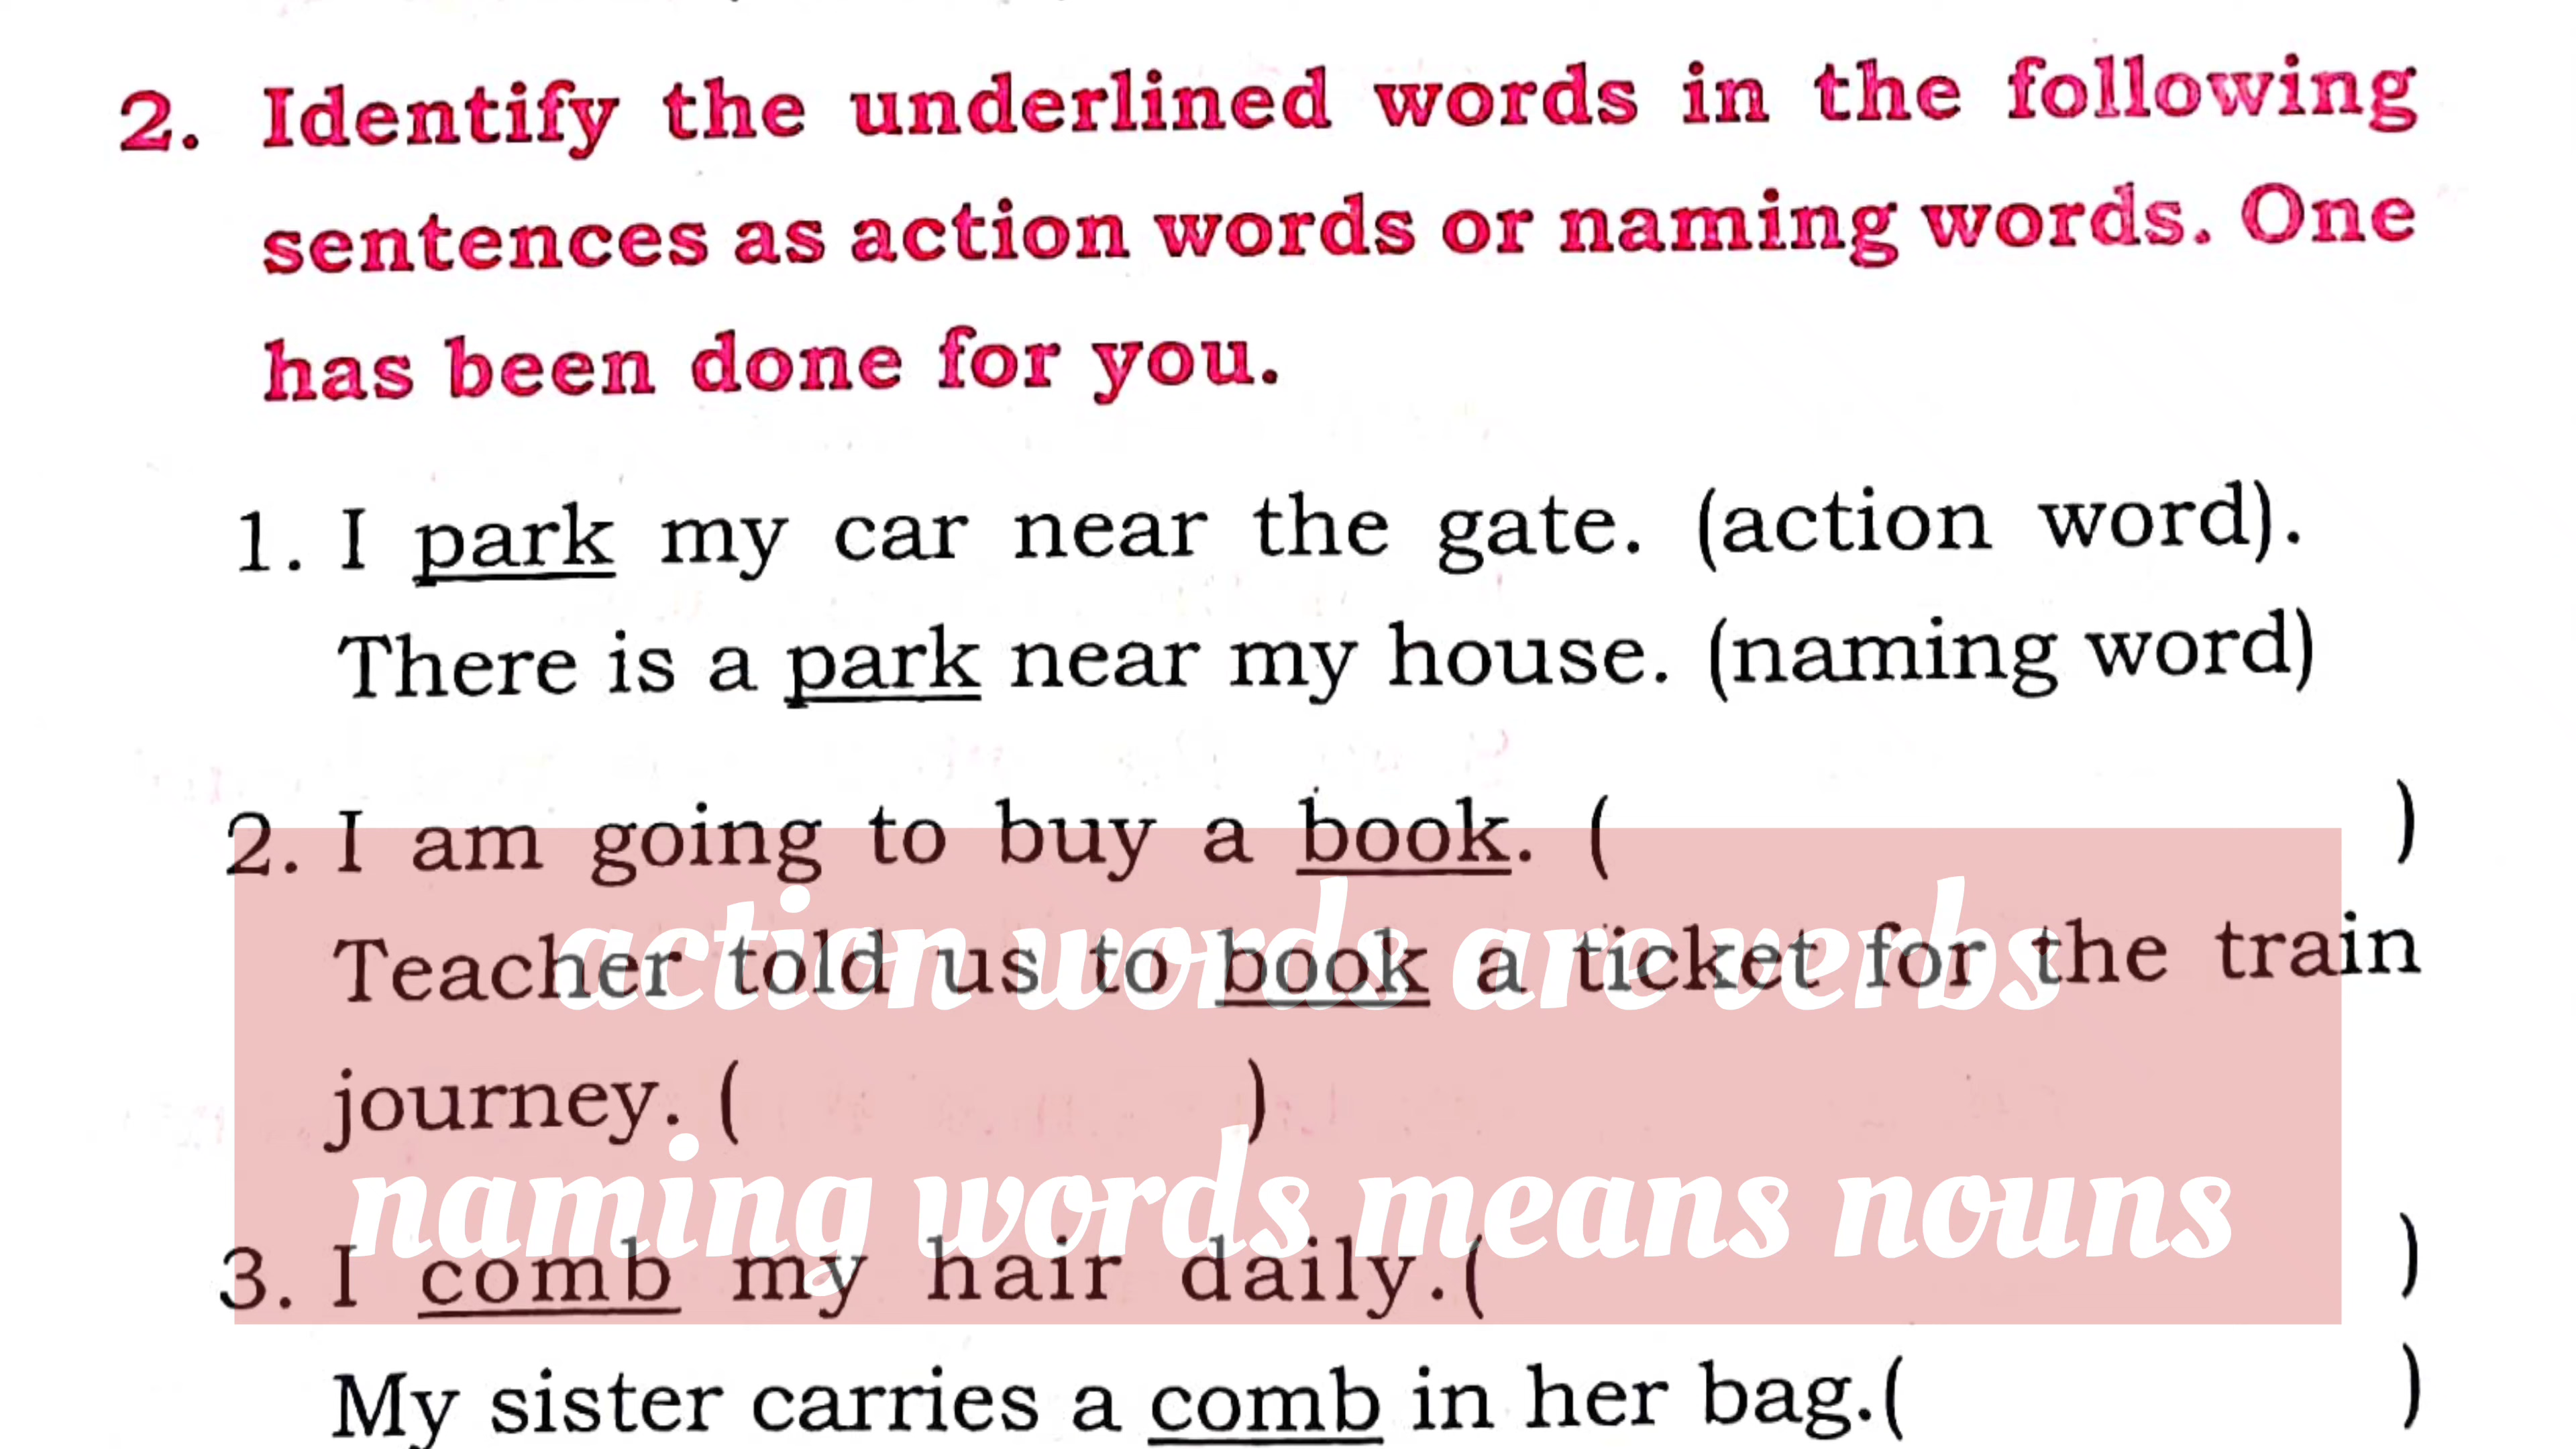 2. Identify the underlined words in the following
sentences as action words or naming words. One
has been done for you.
1. I park my car near the gate. (action word).
There is a park near my house. (naming word)
2. I am going to buy a book. ( )
action words are verbs
Teacher told us to book a ticket for the train
journey. ( )
naming words means nouns
3. I comb my hair daily.( )
My sister carries a comb in her bag.( )